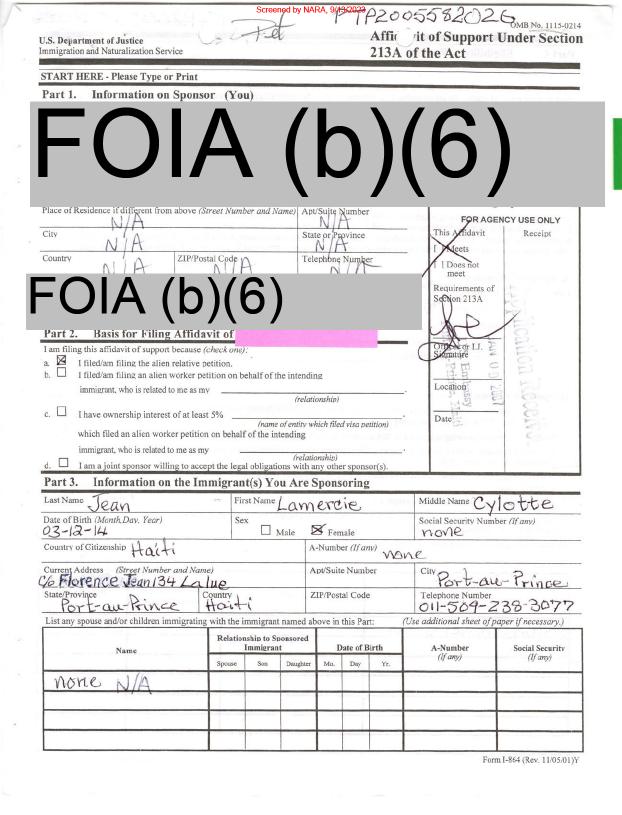 Screened by NARA, 9/13/2023
PTP2005582026
OMB No. 1115-0214
U.S. Department of Justice
Immigration and Naturalization Service
Affidavit of Support Under Section
213A of the Act
START HERE - Please Type or Print
Part 1. Information on Sponsor (You)
FOIA (b)(6)
Place of Residence if different from above (Street Number and Name) Apt/Suite Number
N/A N/A
FOR AGENCY USE ONLY
City State or Province
N/A N/A
This Affidavit Receipt
[ ] Meets
Country ZIP/Postal Code Telephone Number
N/A N/A N/A
[ ] Does not
meet
FOIA (b)(6)
Requirements of
Section 213A
Part 2. Basis for Filing Affidavit of
I am filing this affidavit of support because (check one):
a. ☒ I filed/am filing the alien relative petition.
b. ☐ I filed/am filing an alien worker petition on behalf of the intending
immigrant, who is related to me as my
(relationship)
Officer or I.J.
Signature
Location
c. ☐ I have ownership interest of at least 5%
(name of entity which filed visa petition)
which filed an alien worker petition on behalf of the intending
immigrant, who is related to me as my
(relationship)
Date
d. ☐ I am a joint sponsor willing to accept the legal obligations with any other sponsor(s).
Part 3. Information on the Immigrant(s) You Are Sponsoring
Last Name Jean First Name Lamercie Middle Name Cylotte
Date of Birth (Month,Day, Year) Sex Social Security Number (If any)
03-12-14 ☐ Male ☒ Female none
Country of Citizenship Haiti A-Number (If any) none
Current Address (Street Number and Name) Apt/Suite Number City
c/o Florence Jean 134 Lalue Port-au-Prince
State/Province Country ZIP/Postal Code Telephone Number
Port-au-Prince Haiti 011-509-238-3077
List any spouse and/or children immigrating with the immigrant named above in this Part: (Use additional sheet of paper if necessary.)
Name Relationship to Sponsored Immigrant Date of Birth A-Number (If any) Social Security (If any)
Spouse Son Daughter Mo. Day Yr.
none N/A
Form I-864 (Rev. 11/05/01)Y